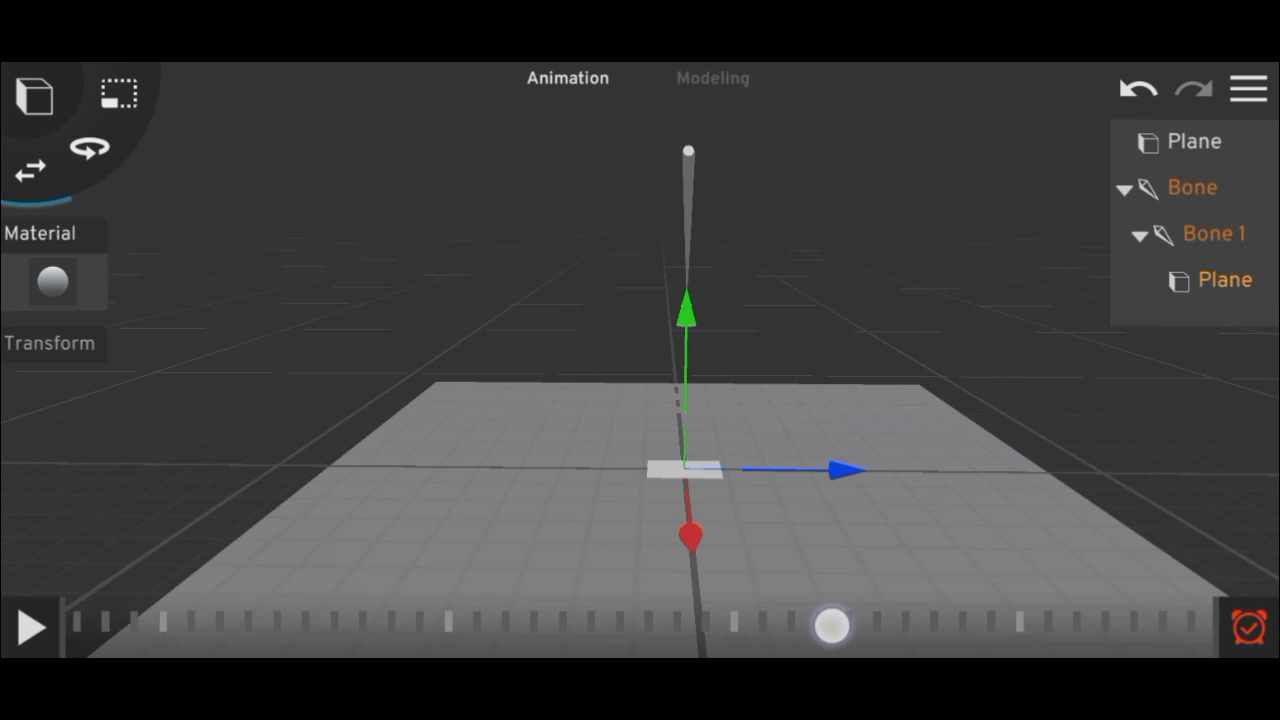 Animation
Modeling
Plane
Bone
Bone 1
Plane
Material
Transform